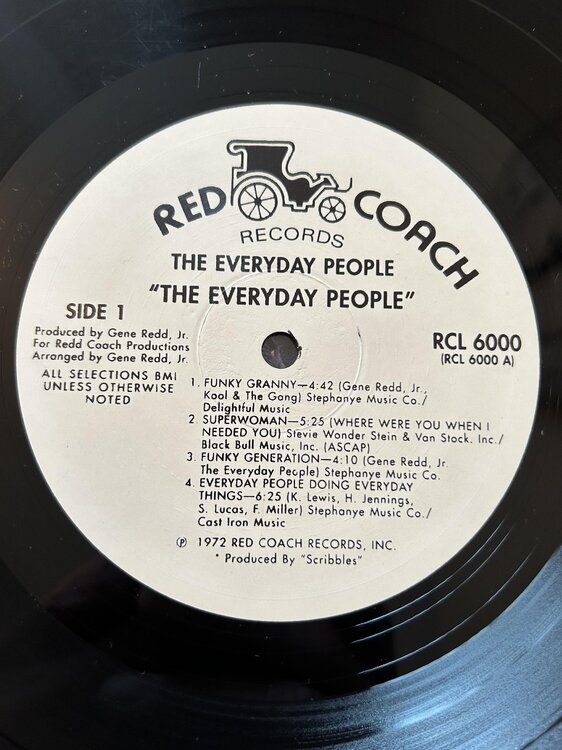 RED COACH
RECORDS
THE EVERYDAY PEOPLE
"THE EVERYDAY PEOPLE"
SIDE 1
Produced by Gene Redd, Jr.
For Redd Coach Productions
Arranged by Gene Redd, Jr.
ALL SELECTIONS BMI
UNLESS OTHERWISE
NOTED
RCL 6000
(RCL 6000 A)
1. FUNKY GRANNY—4:42 (Gene Redd, Jr.,
Kool & The Gang) Stephanye Music Co./
Delightful Music
2. SUPERWOMAN—5:25 (WHERE WERE YOU WHEN I
NEEDED YOU) Stevie Wonder Stein & Van Stock, Inc./
Black Bull Music, Inc. (ASCAP)
3. FUNKY GENERATION—4:10 (Gene Redd, Jr.
The Everyday People) Stephanye Music Co.
4. EVERYDAY PEOPLE DOING EVERYDAY
THINGS—6:25 (K. Lewis, H. Jennings,
S. Lucas, F. Miller) Stephanye Music Co./
Cast Iron Music
℗ 1972 RED COACH RECORDS, INC.
* Produced By "Scribbles"